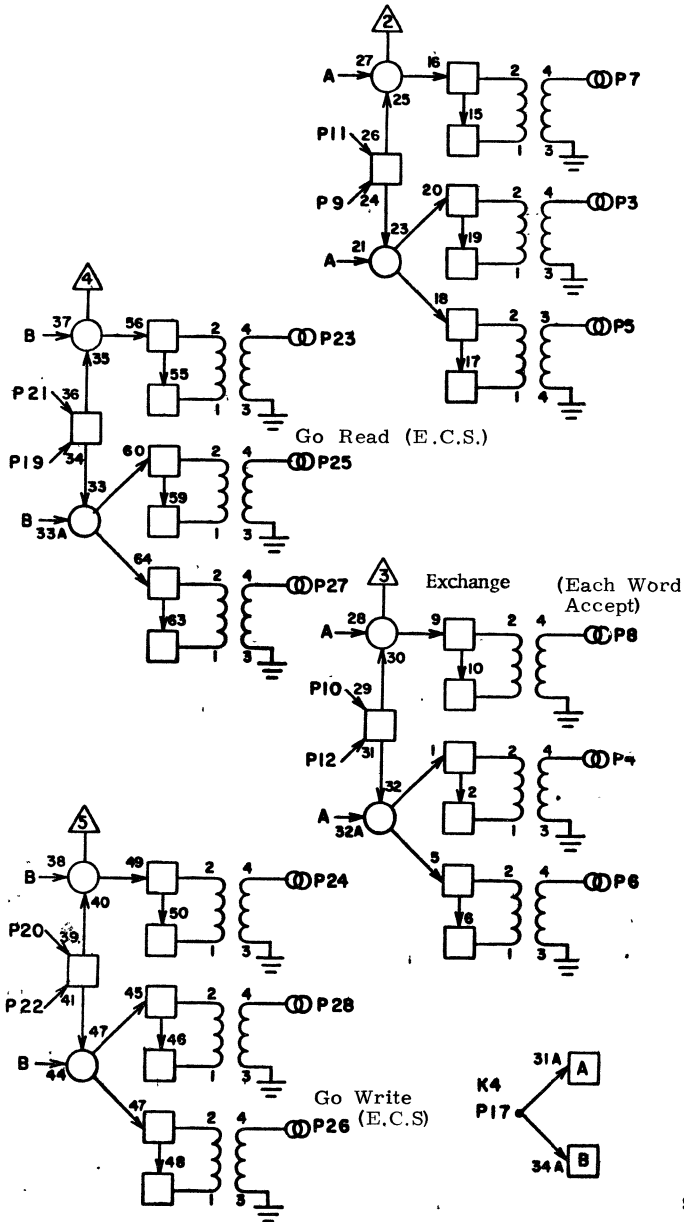 2
A 27 16 2 4 P7
25
15
P11 26
1 3
P9 24
20 2 4 P3
23
A 21 19
1 3
18
2 3 P5
17
1 4
4
B 37 56 2 4 P23
35
55
P21 36
1 3
Go Read (E.C.S.)
P19 34
60 2 4 P25
33
59
B 33A
1 3
64
2 4 P27
63
1 3
3
Exchange (Each Word
Accept)
A 28 9 2 4 P8
30
10
P10 29
1 3
P12 31
1 2 4 P4
32
2
A 32A
1 3
5
2 4 P6
6
1 3
5
B 38 49 2 4 P24
40
50
P20 39
1 3
P22 41
45 2 4 P28
47
46
B 44
1 3
47
Go Write
(E.C.S)
2 4 P26
48
1 3
31A A
K4
P17
34A B